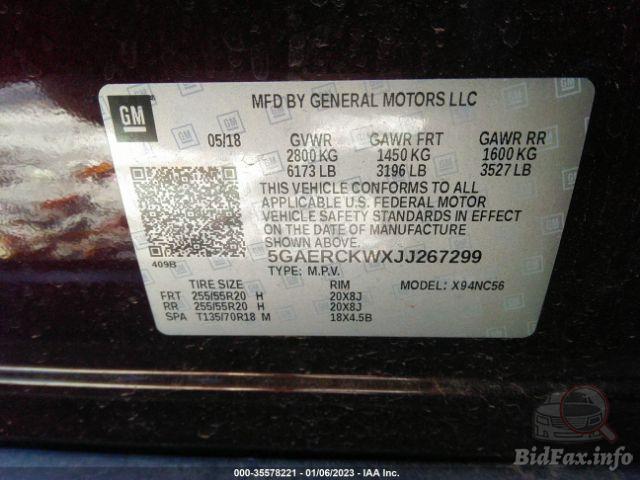 GM
MFD BY GENERAL MOTORS LLC
05/18 GVWR GAWR FRT GAWR RR
2800 KG 1450 KG 1600 KG
6173 LB 3196 LB 3527 LB
THIS VEHICLE CONFORMS TO ALL
APPLICABLE U.S. FEDERAL MOTOR
VEHICLE SAFETY STANDARDS IN EFFECT
ON THE DATE OF MANUFACTURE
SHOWN ABOVE.
409B
5GAERCKWXJJ267299
TYPE: M.P.V. MODEL: X94NC56
TIRE SIZE RIM
FRT 255/55R20 H 20X8J
RR 255/55R20 H 20X8J
SPA T135/70R18 M 18X4.5B
BidFax.info
000-35578221 - 01/06/2023 - IAA Inc.